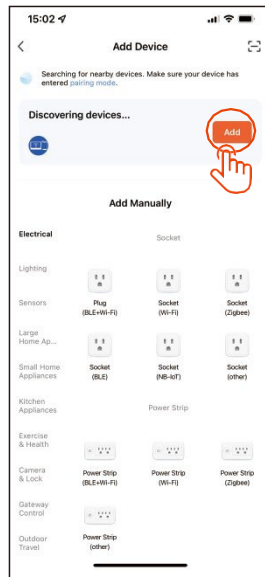 15:02
Add Device
Searching for nearby devices. Make sure your device has
entered pairing mode.
Discovering devices...
Add
Add Manually
Electrical
Socket
Lighting
Sensors
Plug
(BLE+Wi-Fi)
Socket
(Wi-Fi)
Socket
(Zigbee)
Large
Home Ap...
Small Home
Appliances
Socket
(BLE)
Socket
(NB-IoT)
Socket
(other)
Kitchen
Appliances
Power Strip
Exercise
& Health
Camera
& Lock
Power Strip
(BLE+Wi-Fi)
Power Strip
(Wi-Fi)
Power Strip
(Zigbee)
Gateway
Control
Outdoor
Travel
Power Strip
(other)